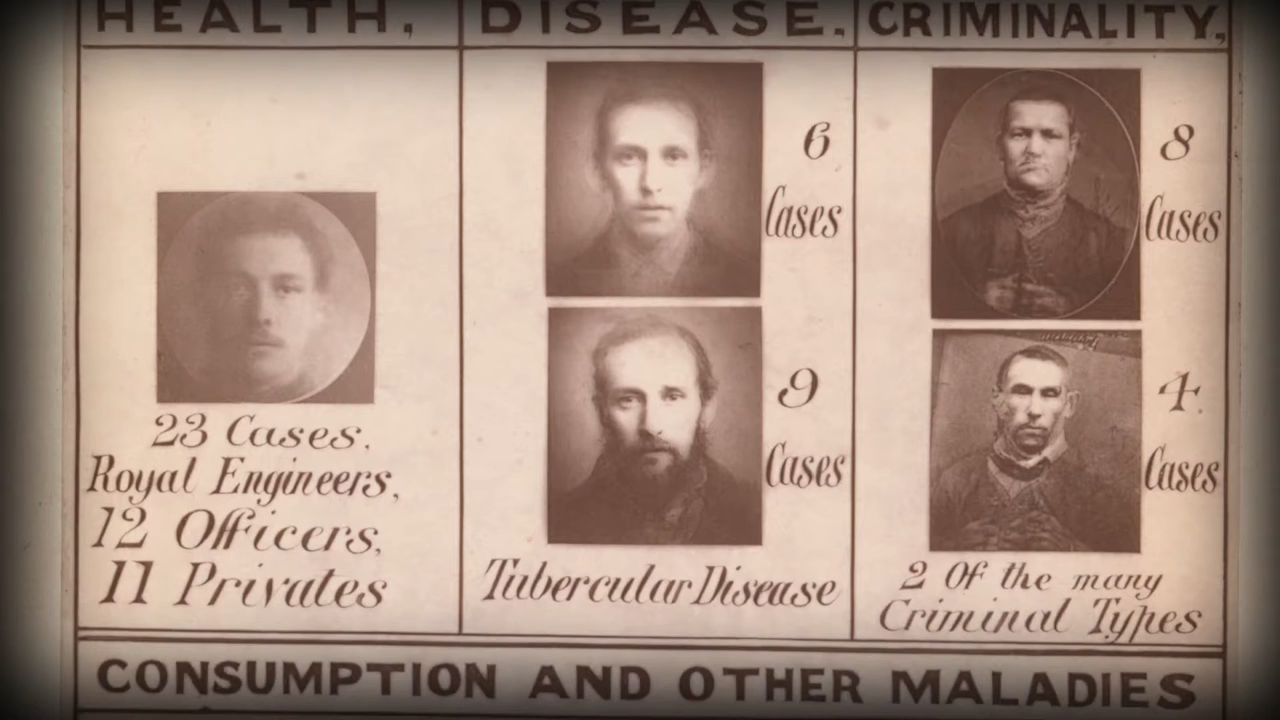 HEALTH,
DISEASE.
CRIMINALITY,
23 Cases.
Royal Engineers,
12 Officers,
11 Privates
6
Cases
9
Cases
Tubercular Disease
8
Cases
4.
Cases
2 Of the many
Criminal Types
CONSUMPTION AND OTHER MALADIES